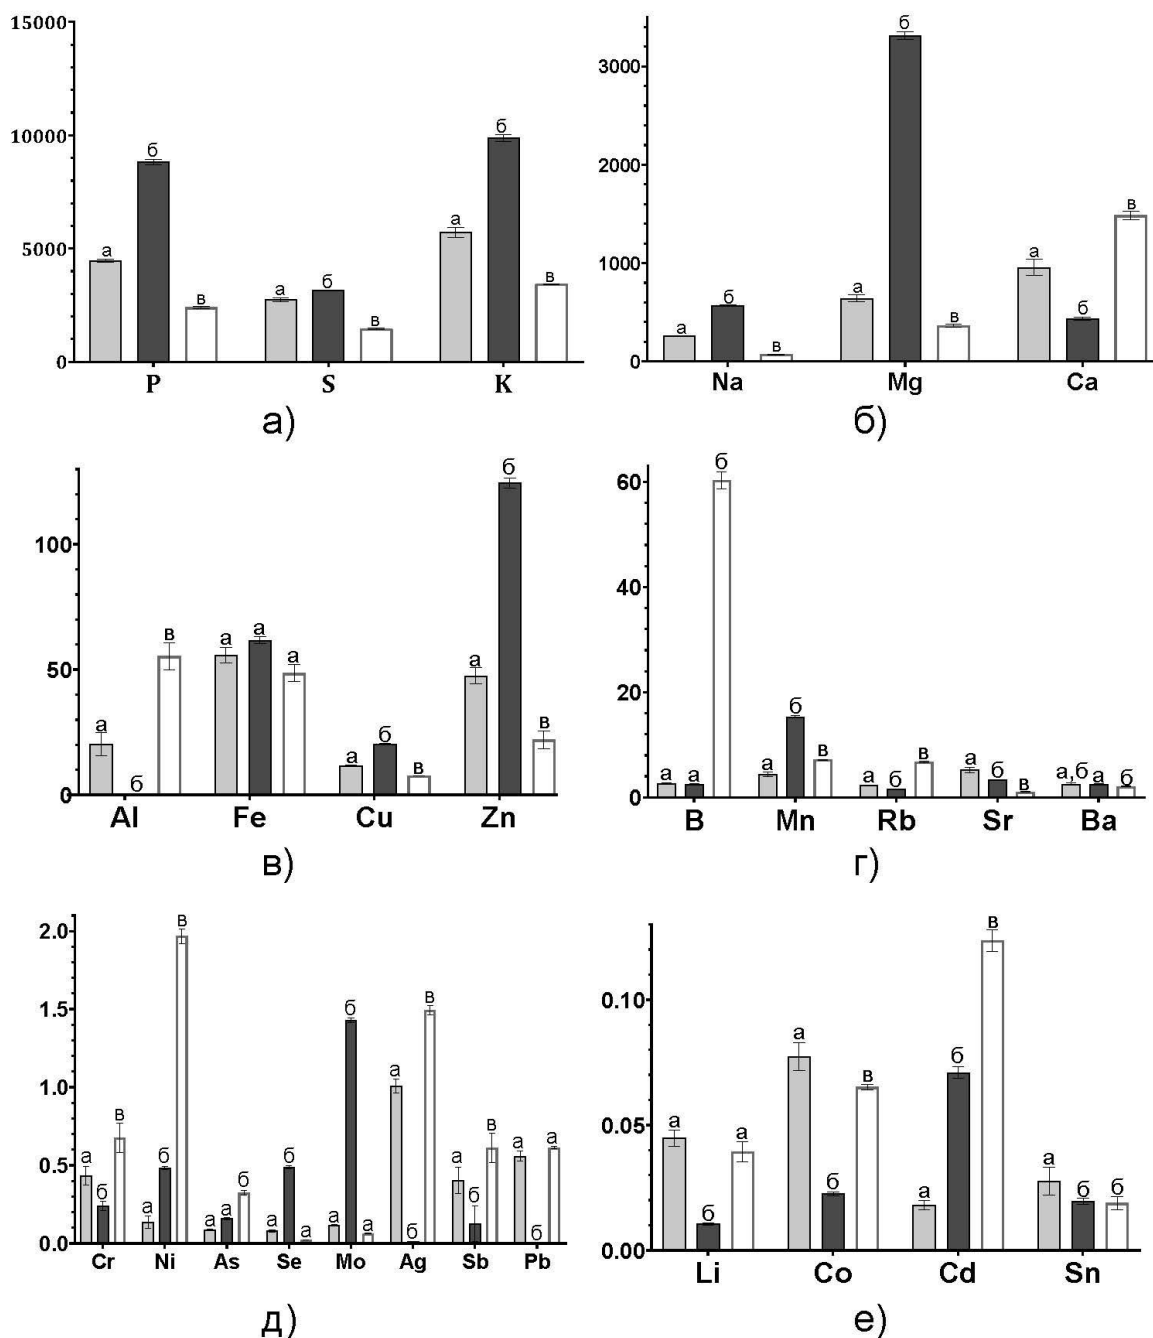 15000
10000
5000
0
а б в
а б в
а б в
P S K
а)
3000
2000
1000
0
а б в
а б в
а б в
Na Mg Ca
б)
100
50
0
а б в
а а а
а б в
а б в
Al Fe Cu Zn
в)
60
40
20
0
а а б
а б в
а б в
а б в
а,б а б
B Mn Rb Sr Ba
г)
2.0
1.5
1.0
0.5
0.0
а б в
а б в
а а б
а б а
а б а
а б в
а б в
а б а
Cr Ni As Se Mo Ag Sb Pb
д)
0.10
0.05
0.00
а б а
а б в
а б в
а б б
Li Co Cd Sn
е)